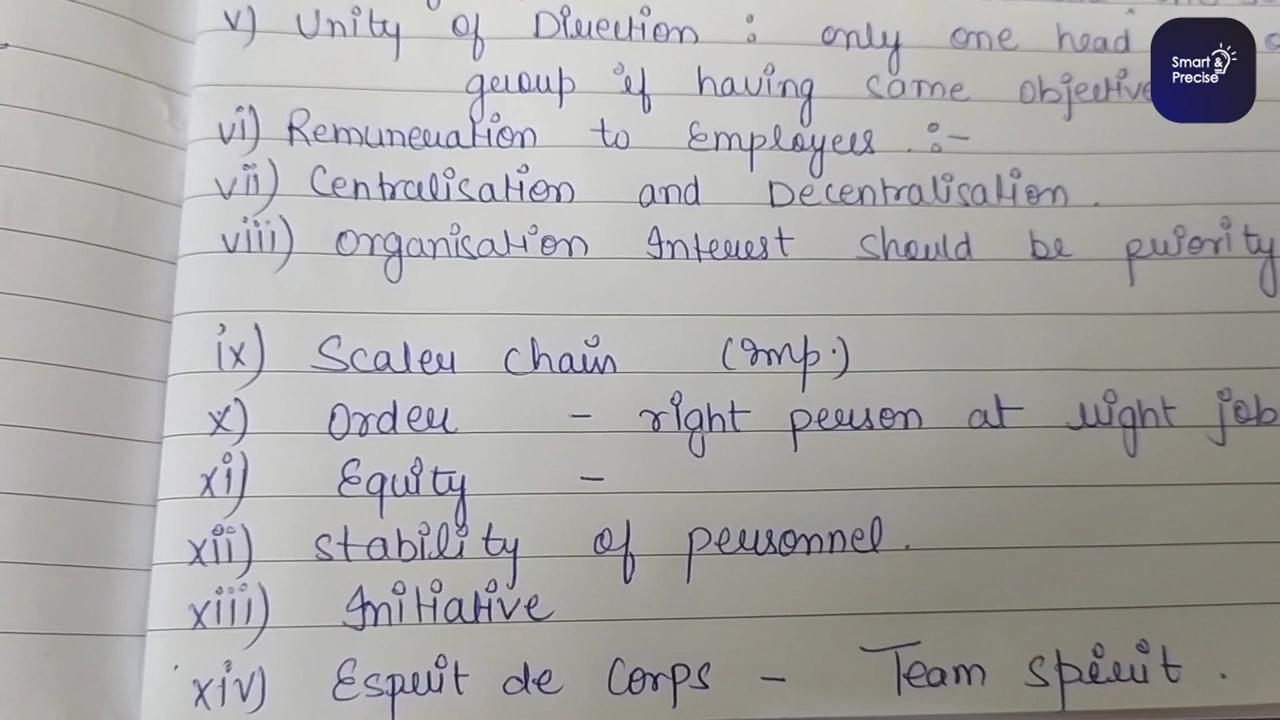 v) Unity of Direction : only one head
group if having same objective
vi) Remuneration to Employees :-
vii) Centralisation and Decentralisation.
viii) Organisation Interest should be priority
ix) Scaler chain (Imp.)
x) Order - right person at right job
xi) Equity -
xii) Stability of personnel.
xiii) Initiative
xiv) Esprit de Corps - Team spirit.
Smart &
Precise